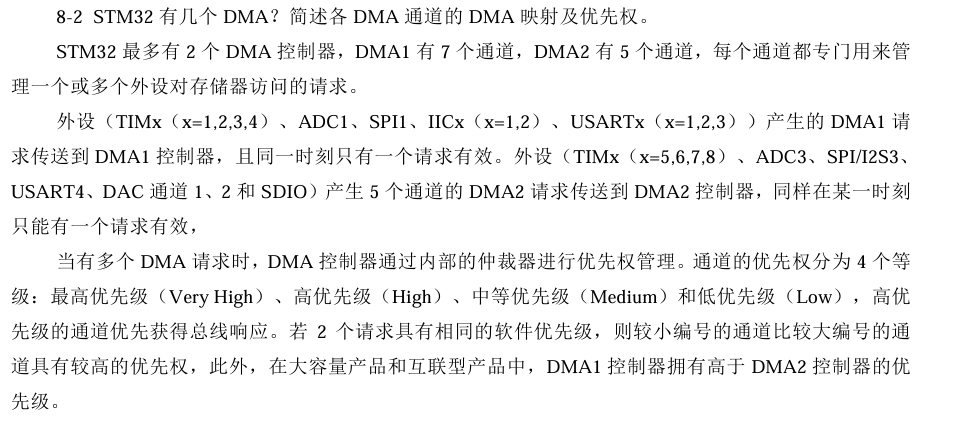 8-2 STM32 有几个 DMA？简述各 DMA 通道的 DMA 映射及优先权。
STM32 最多有 2 个 DMA 控制器，DMA1 有 7 个通道，DMA2 有 5 个通道，每个通道都专门用来管
理一个或多个外设对存储器访问的请求。
外设（TIMx（x=1,2,3,4）、ADC1、SPI1、IICx（x=1,2）、USARTx（x=1,2,3））产生的 DMA1 请
求传送到 DMA1 控制器，且同一时刻只有一个请求有效。外设（TIMx（x=5,6,7,8）、ADC3、SPI/I2S3、
USART4、DAC 通道 1、2 和 SDIO）产生 5 个通道的 DMA2 请求传送到 DMA2 控制器，同样在某一时刻
只能有一个请求有效，
当有多个 DMA 请求时，DMA 控制器通过内部的仲裁器进行优先权管理。通道的优先权分为 4 个等
级：最高优先级（Very High）、高优先级（High）、中等优先级（Medium）和低优先级（Low），高优
先级的通道优先获得总线响应。若 2 个请求具有相同的软件优先级，则较小编号的通道比较大编号的通
道具有较高的优先权，此外，在大容量产品和互联型产品中，DMA1 控制器拥有高于 DMA2 控制器的优
先级。